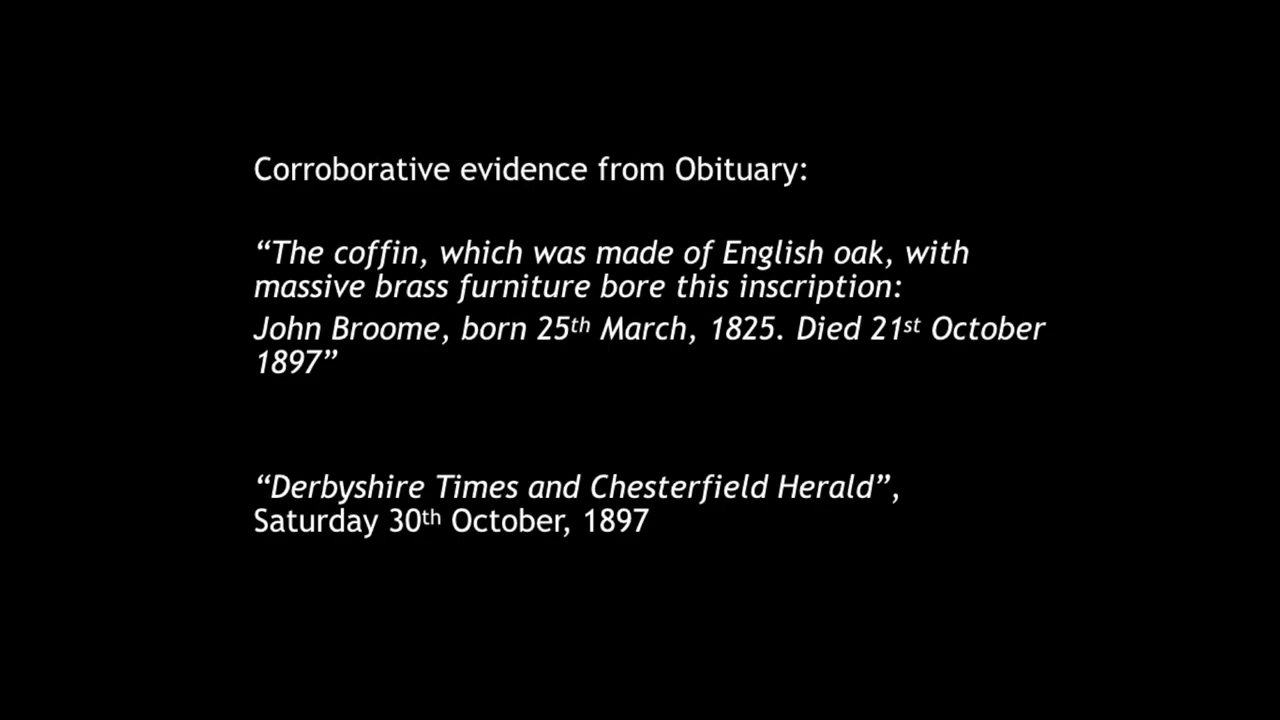 Corroborative evidence from Obituary:
“The coffin, which was made of English oak, with
massive brass furniture bore this inscription:
John Broome, born 25th March, 1825. Died 21st October
1897”
“Derbyshire Times and Chesterfield Herald”,
Saturday 30th October, 1897